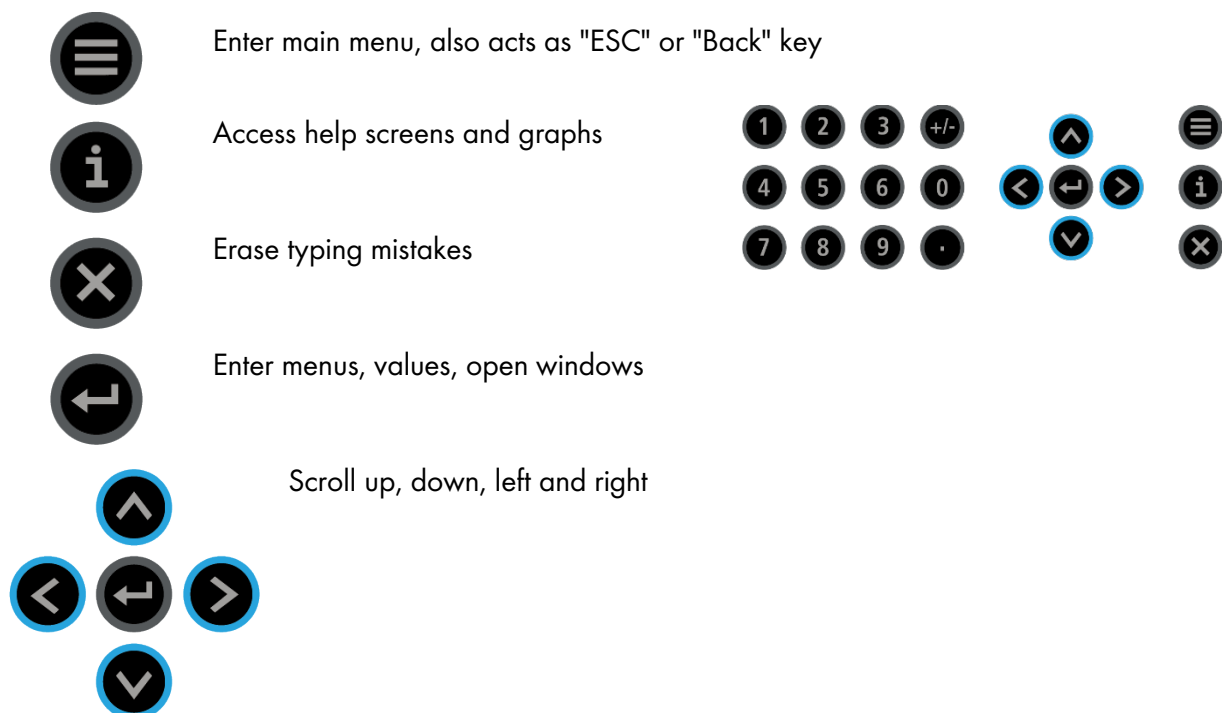 Enter main menu, also acts as "ESC" or "Back" key
Access help screens and graphs
1 2 3 +/-
i
4 5 6 0
i
Erase typing mistakes
7 8 9 .
Enter menus, values, open windows
Scroll up, down, left and right